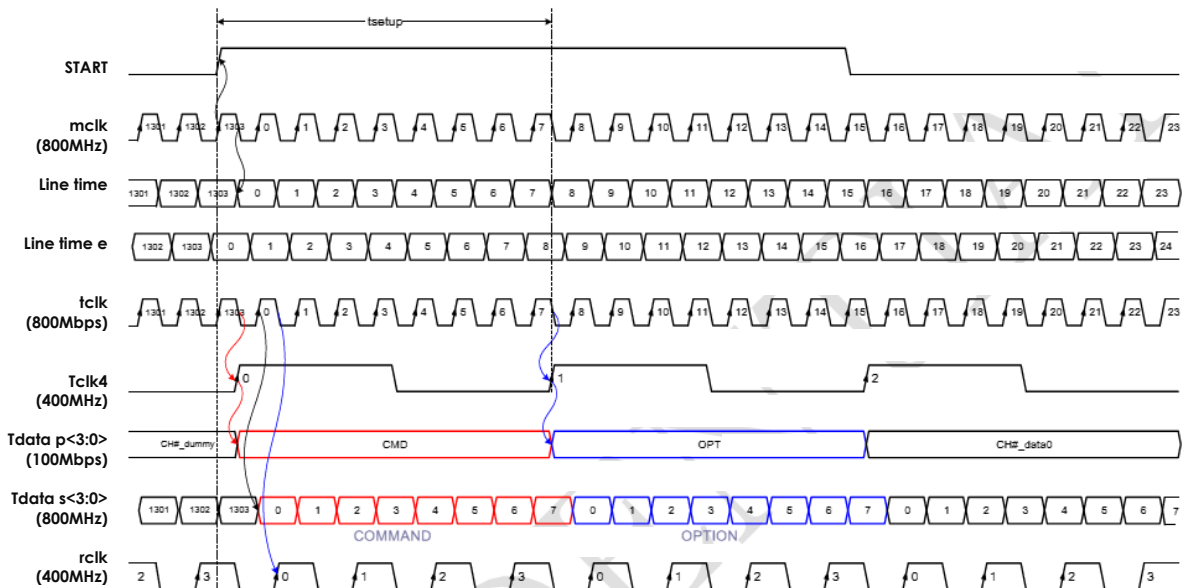 tsetup
START
mclk
(800MHz)
1301 1302 1303 0 1 2 3 4 5 6 7 8 9 10 11 12 13 14 15 16 17 18 19 20 21 22 23
Line time
1301 1302 1303 0 1 2 3 4 5 6 7 8 9 10 11 12 13 14 15 16 17 18 19 20 21 22 23
Line time e
1302 1303 0 1 2 3 4 5 6 7 8 9 10 11 12 13 14 15 16 17 18 19 20 21 22 23 24
tclk
(800Mbps)
1301 1302 1303 0 1 2 3 4 5 6 7 8 9 10 11 12 13 14 15 16 17 18 19 20 21 22 23
Tclk4
(400MHz)
0 1 2
Tdata p<3:0>
(100Mbps)
CH#_dummy CMD OPT CH#_data0
Tdata s<3:0>
(800MHz)
1301 1302 1303 0 1 2 3 4 5 6 7 0 1 2 3 4 5 6 7 0 1 2 3 4 5 6 7
COMMAND OPTION
rclk
(400MHz)
2 3 0 1 2 3 0 1 2 3 0 1 2 3